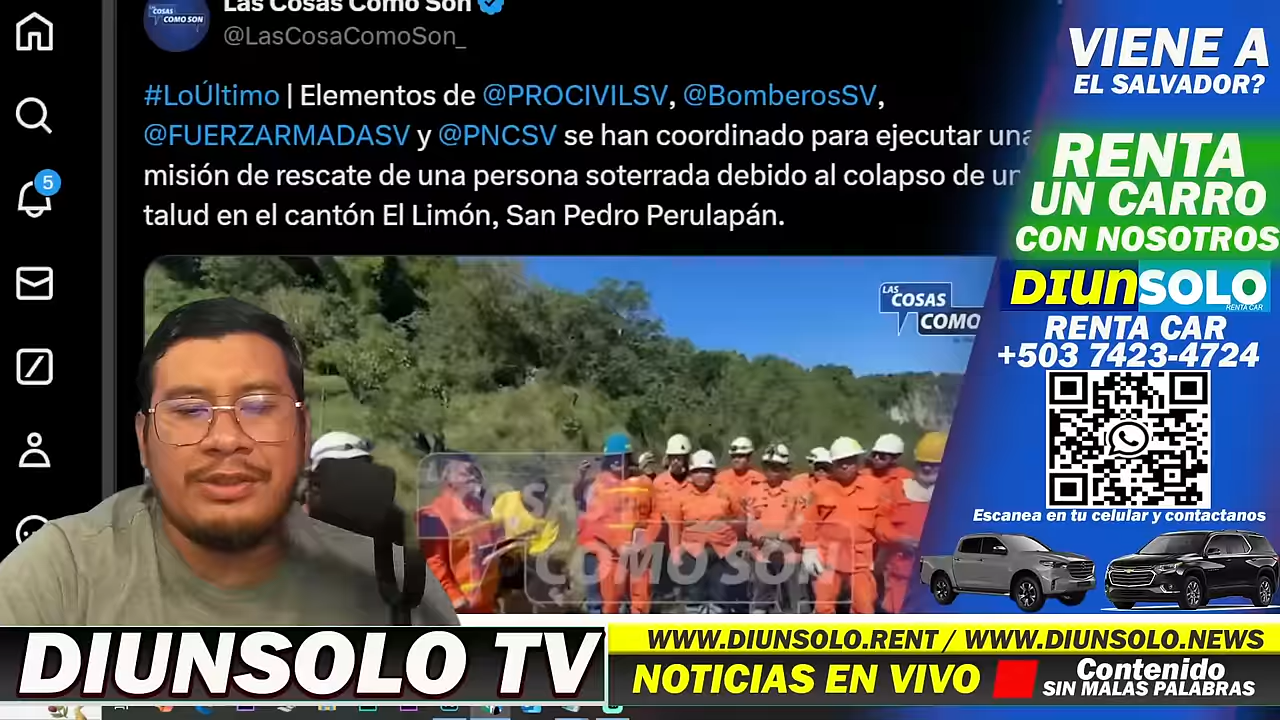 Las Cosas Como Son
@LasCosaComoSon_
#LoÚltimo | Elementos de @PROCIVILSV, @BomberosSV,
@FUERZARMADASV y @PNCSV se han coordinado para ejecutar una
misión de rescate de una persona soterrada debido al colapso de un
talud en el cantón El Limón, San Pedro Perulapán.
5
COSAS
COMO SON
LAS
COSAS
COMO
COSAS
COMO SON
VIENE A
EL SALVADOR?
RENTA
UN CARRO
CON NOSOTROS
DIUNSOLO
RENTA CAR
RENTA CAR
+503 7423-4724
Escanea en tu celular y contactanos
DIUNSOLO TV
WWW.DIUNSOLO.RENT / WWW.DIUNSOLO.NEWS
NOTICIAS EN VIVO
Contenido
SIN MALAS PALABRAS